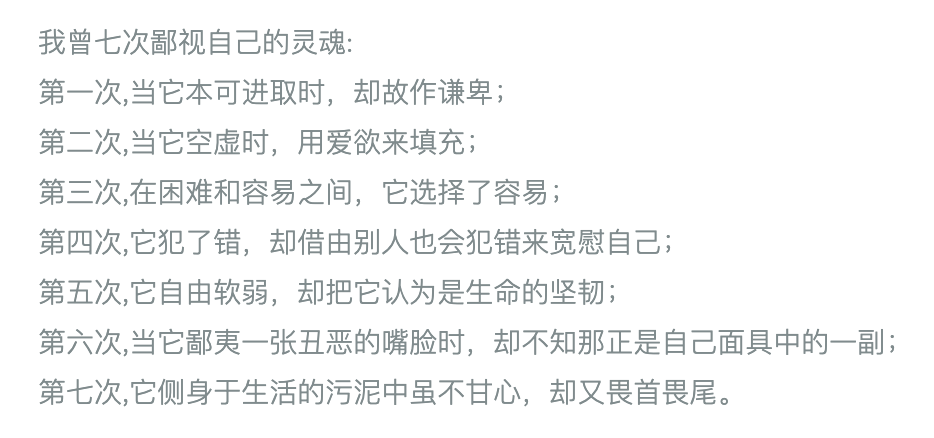 我曾七次鄙视自己的灵魂:
第一次,当它本可进取时，却故作谦卑；
第二次,当它空虚时，用爱欲来填充；
第三次,在困难和容易之间，它选择了容易；
第四次,它犯了错，却借由别人也会犯错来宽慰自己；
第五次,它自由软弱，却把它认为是生命的坚韧；
第六次,当它鄙夷一张丑恶的嘴脸时，却不知那正是自己面具中的一副；
第七次,它侧身于生活的污泥中虽不甘心，却又畏首畏尾。